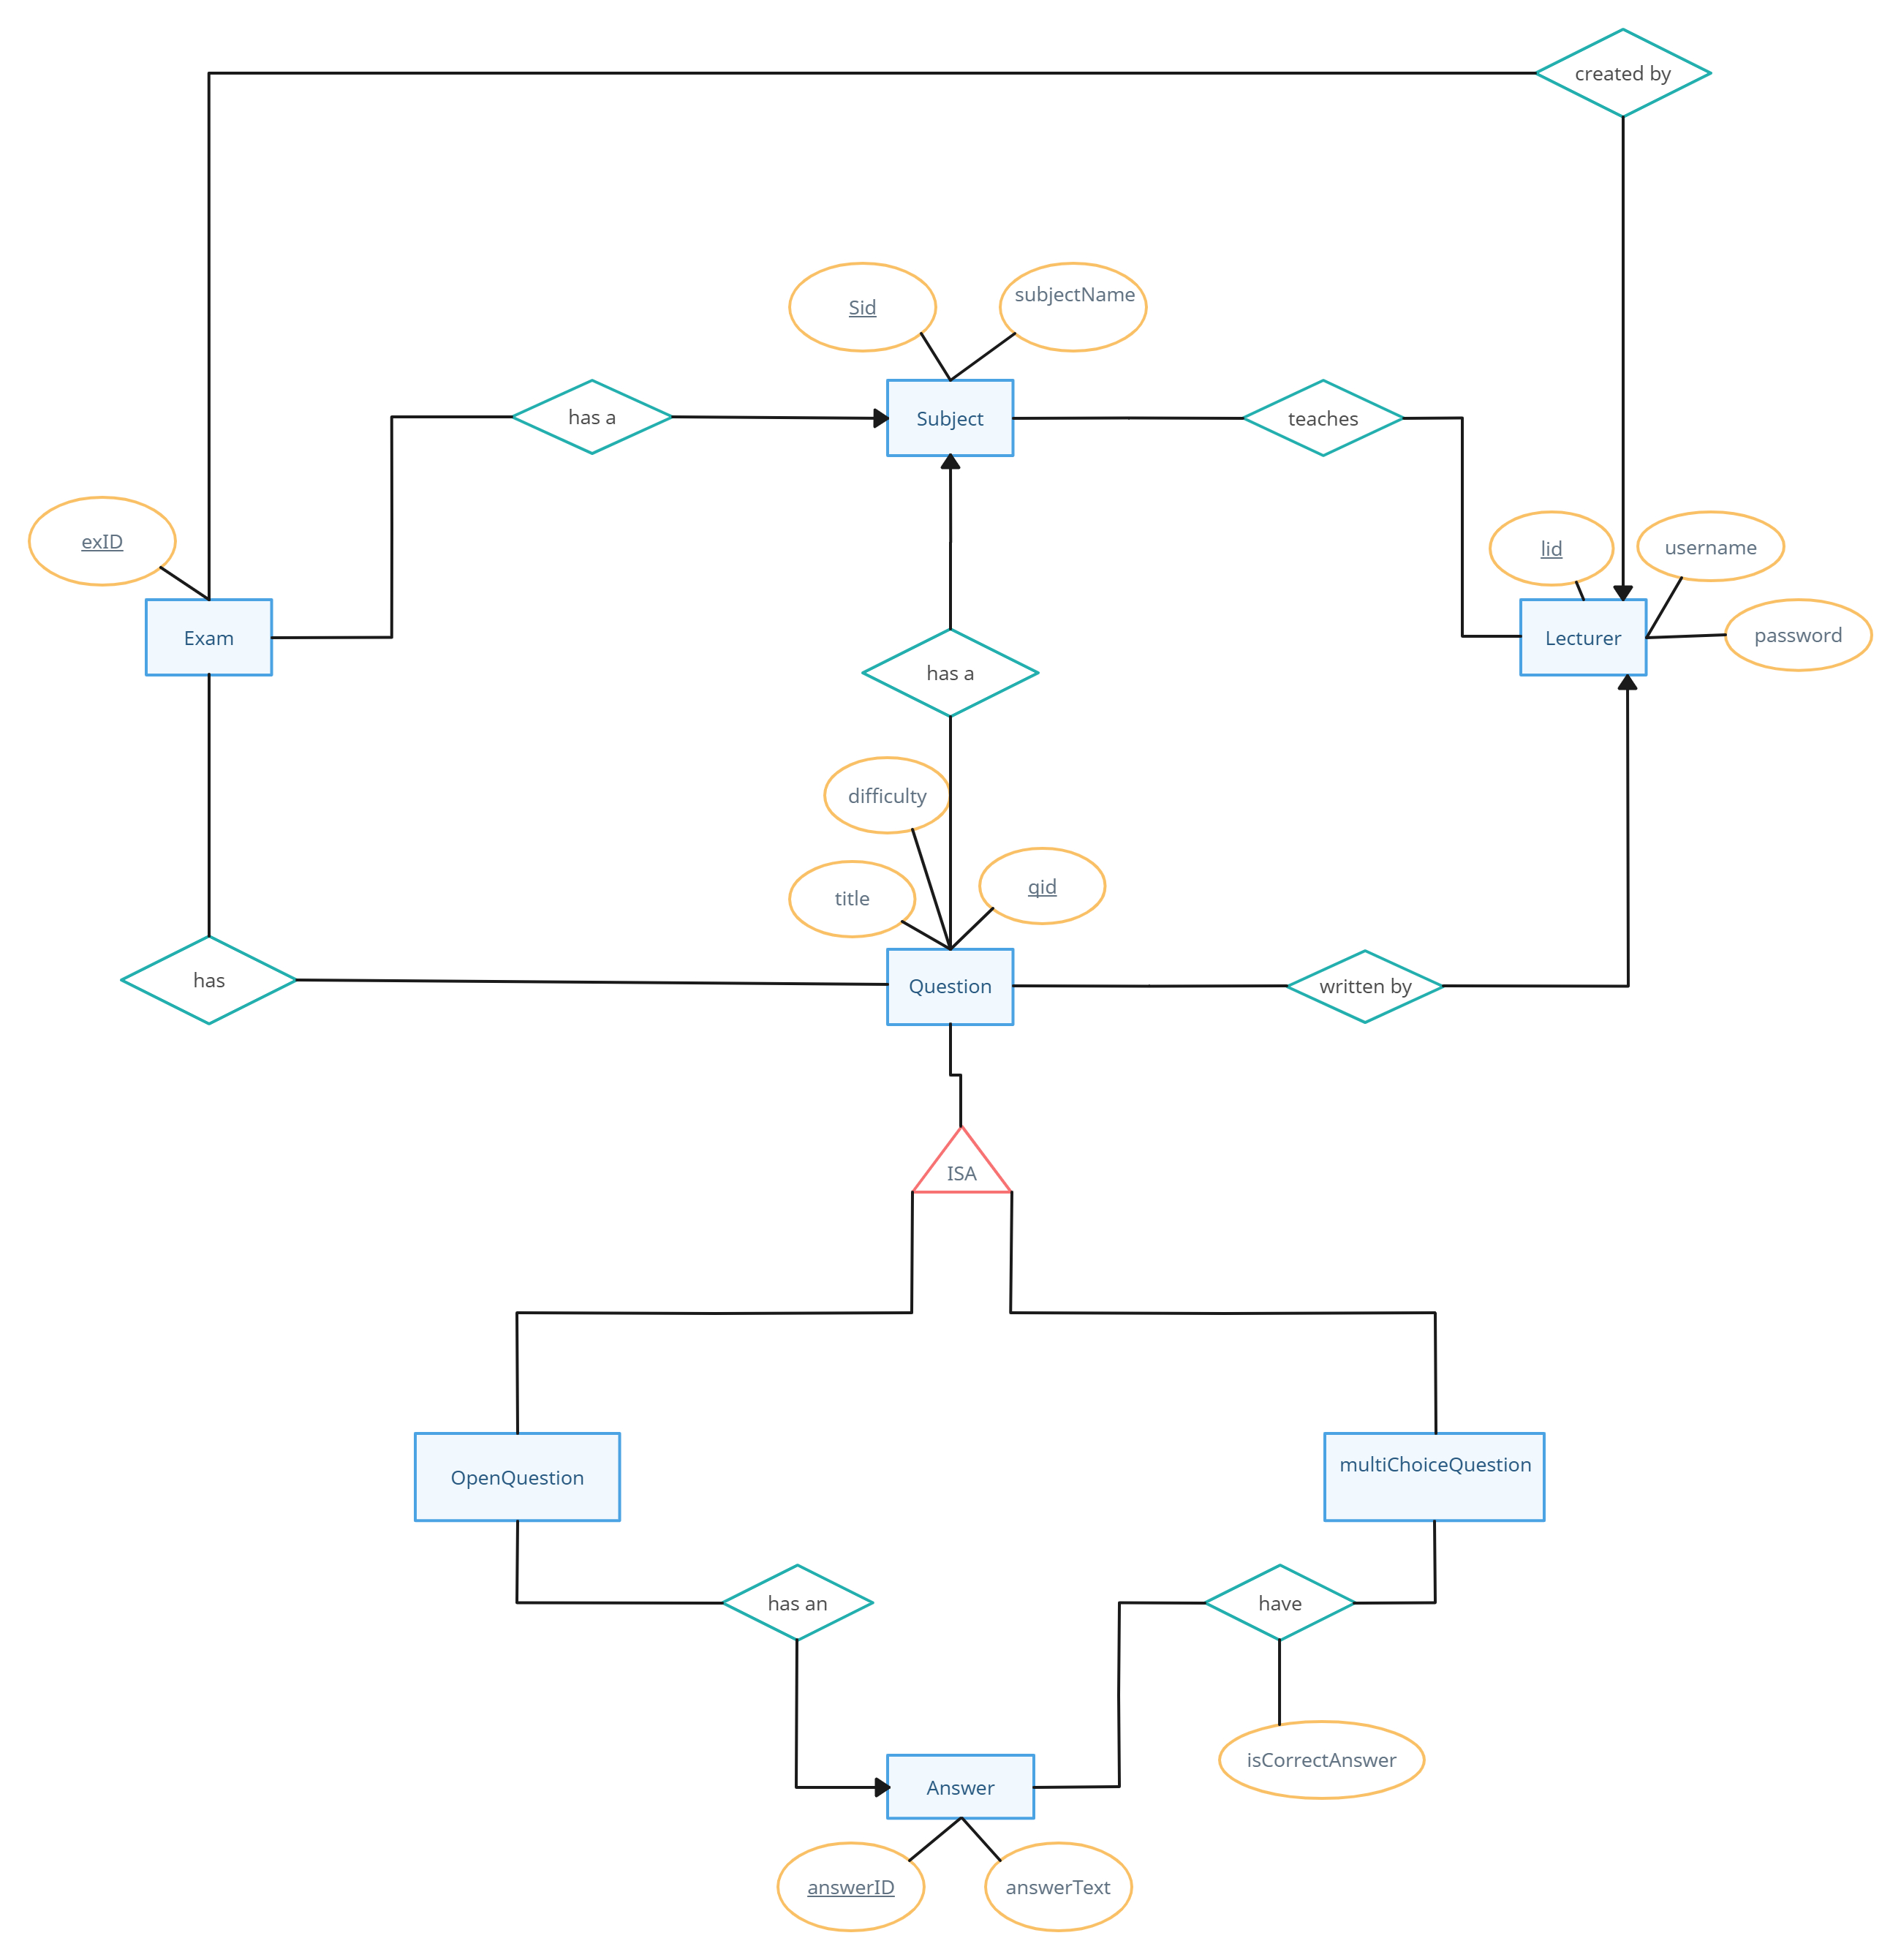 created by
Sid
subjectName
has a
Subject
teaches
exID
lid
username
Exam
Lecturer
password
has a
difficulty
title
qid
has
Question
written by
ISA
OpenQuestion
multiChoiceQuestion
has an
have
isCorrectAnswer
Answer
answerID
answerText